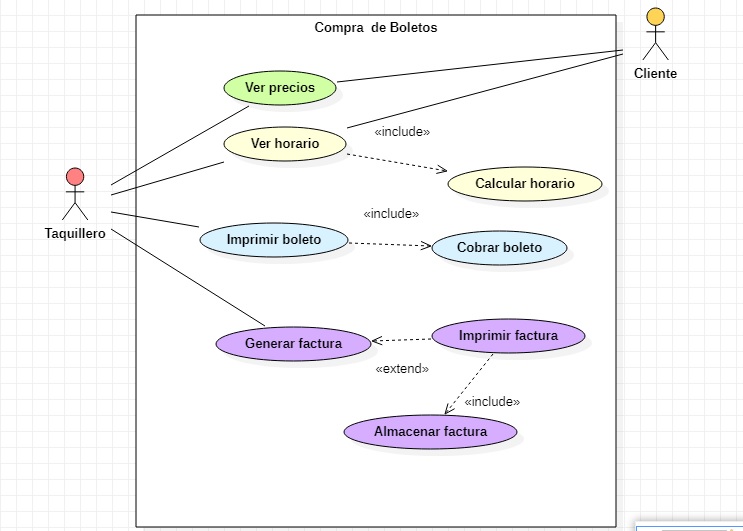 Compra de Boletos
Cliente
Ver precios
Ver horario
«include»
Calcular horario
Taquillero
«include»
Imprimir boleto
Cobrar boleto
Generar factura
Imprimir factura
«extend»
«include»
Almacenar factura